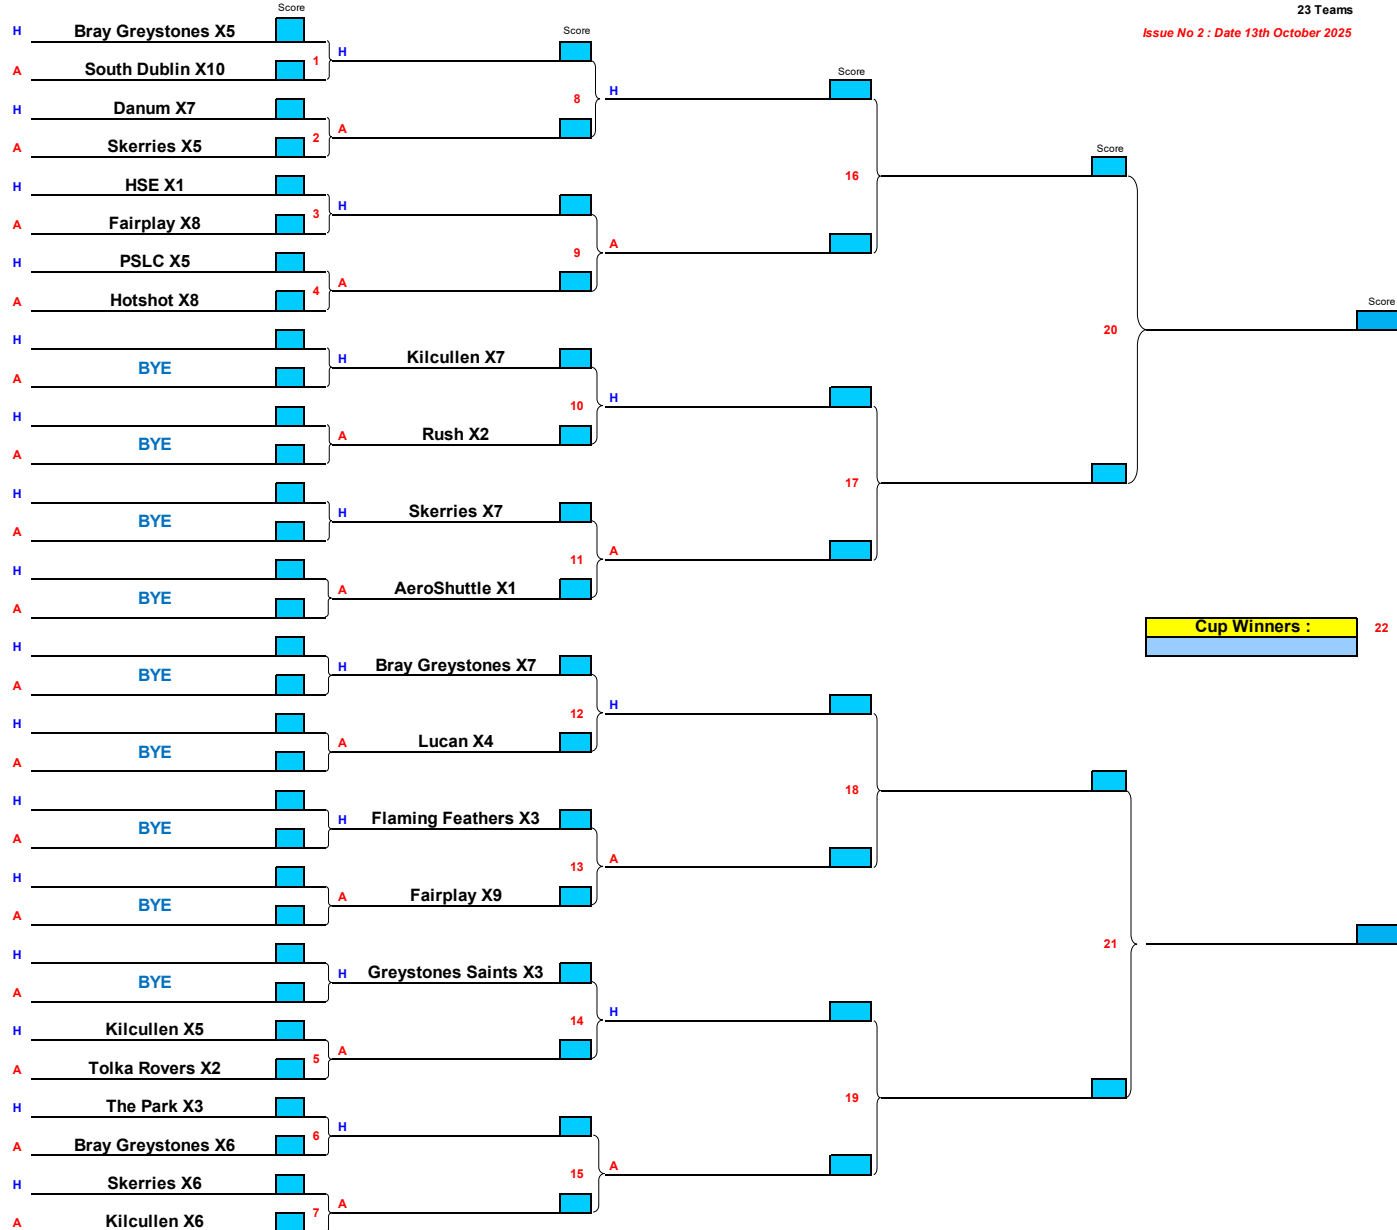 Score
23 Teams
H Bray Greystones X5
Score
Issue No 2 : Date 13th October 2025
1 H
A South Dublin X10
Score
8 H
H Danum X7
2 A
A Skerries X5
Score
16
H HSE X1
3 H
A Fairplay X8
9 A
H PSLC X5
4 A
A Hotshot X8
Score
20
H
BYE H Kilcullen X7
A
10 H
H
BYE A Rush X2
A
17
H
BYE H Skerries X7
A
11 A
H
BYE A AeroShuttle X1
A
Cup Winners : 22
H
BYE H Bray Greystones X7
A
12 H
H
BYE A Lucan X4
A
18
H
BYE H Flaming Feathers X3
A
13 A
H
BYE A Fairplay X9
A
21
H
BYE H Greystones Saints X3
A
14 H
H Kilcullen X5
5 A
A Tolka Rovers X2
19
H The Park X3
6 H
A Bray Greystones X6
15 A
H Skerries X6
7 A
A Kilcullen X6